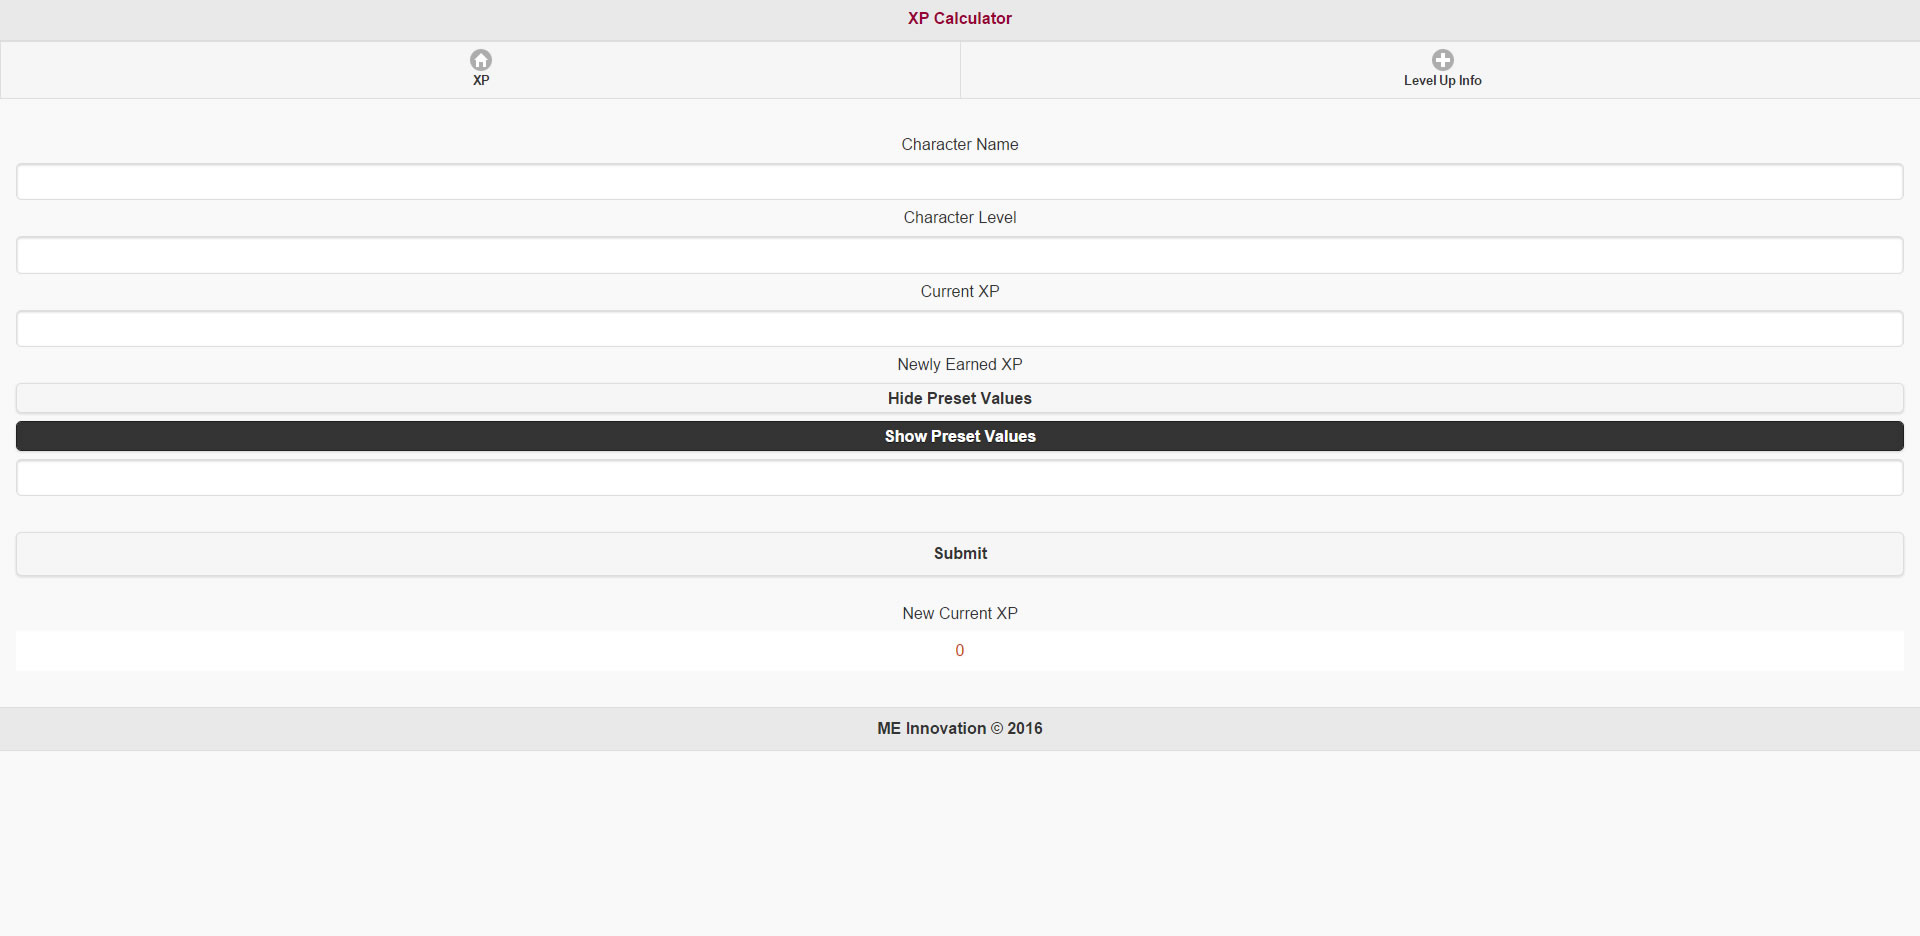 XP Calculator
XP
Level Up Info
Character Name
Character Level
Current XP
Newly Earned XP
Hide Preset Values
Show Preset Values
Submit
New Current XP
0
ME Innovation © 2016